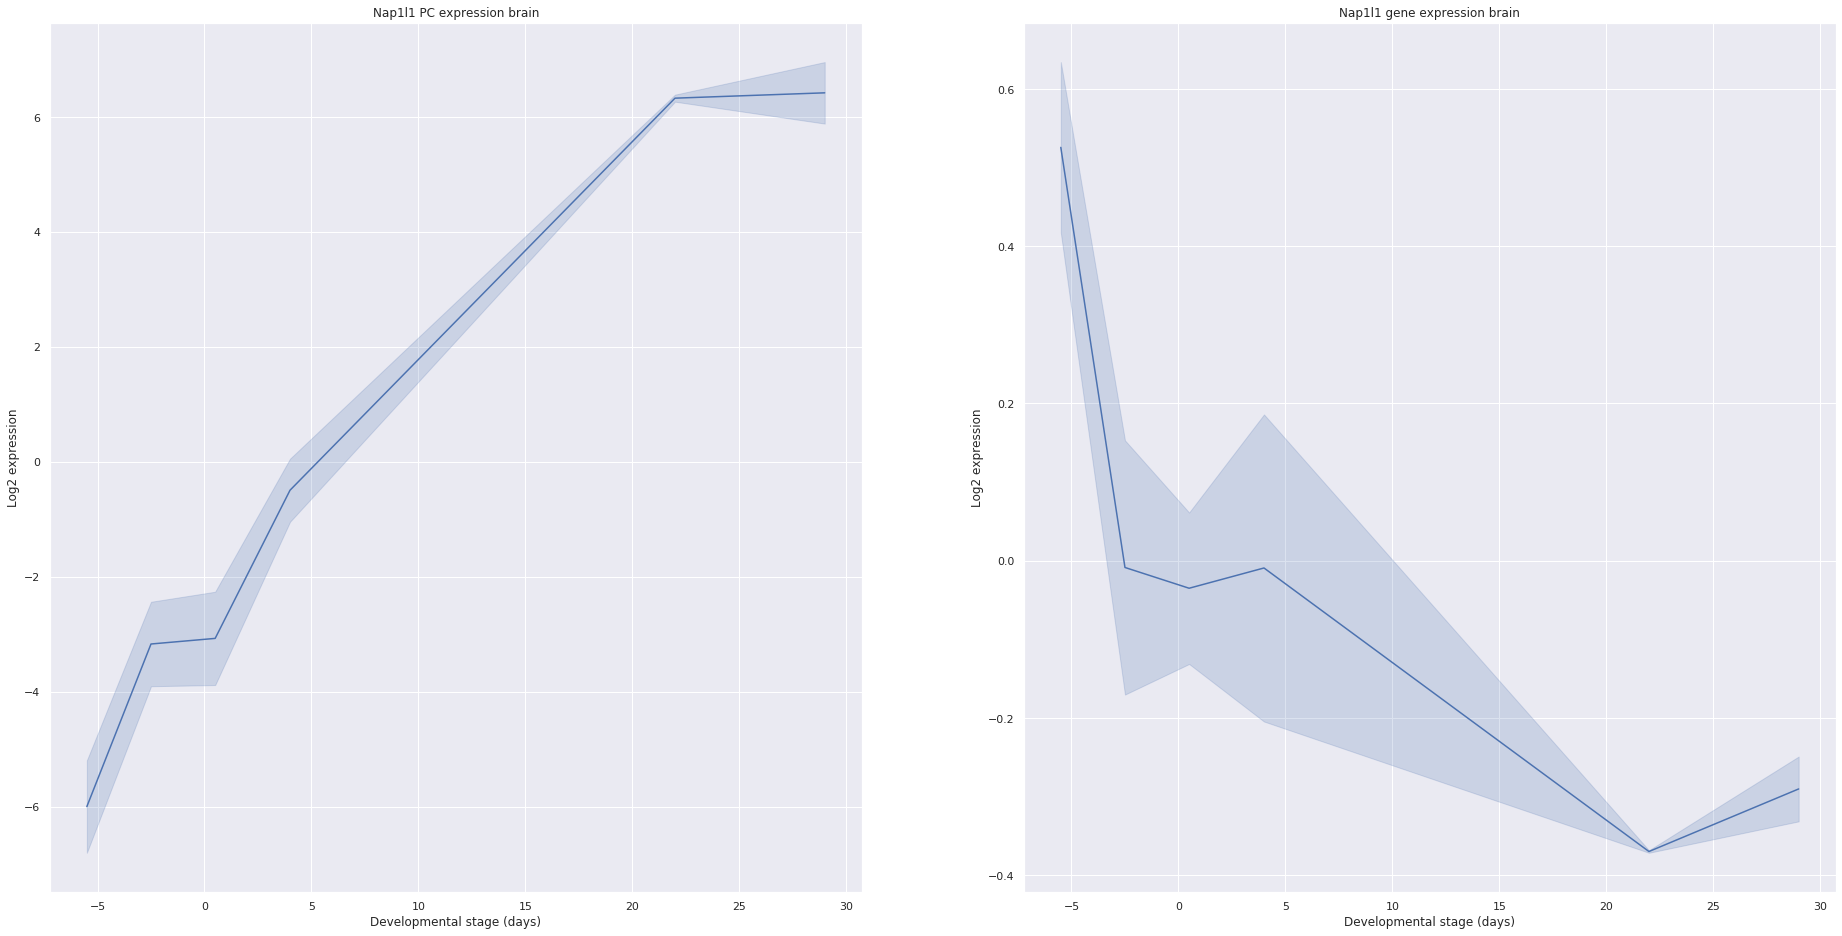 Nap1l1 PC expression brain
Log2 expression
6
4
2
0
−2
−4
−6
−5 0 5 10 15 20 25 30
Developmental stage (days)
Nap1l1 gene expression brain
Log2 expression
0.6
0.4
0.2
0.0
−0.2
−0.4
−5 0 5 10 15 20 25 30
Developmental stage (days)